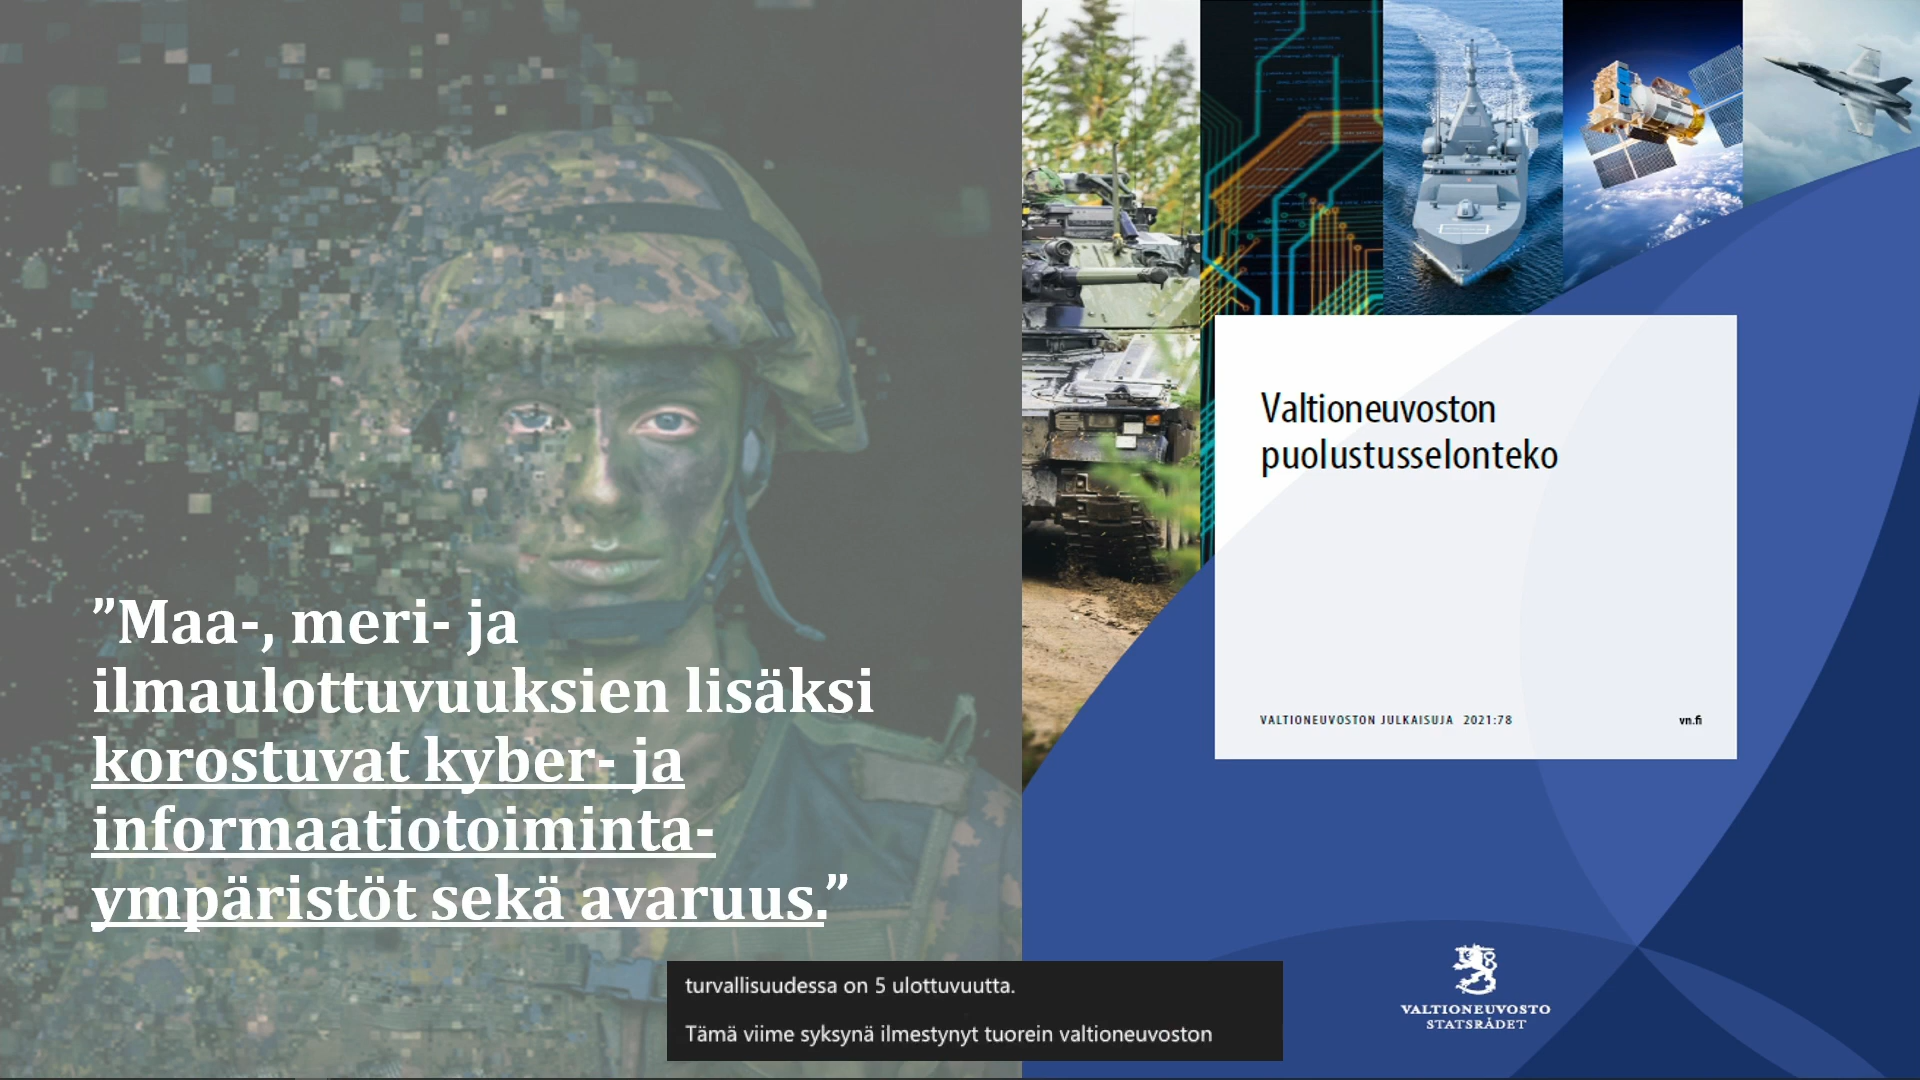 ”Maa-, meri- ja
ilmaulottuvuuksien lisäksi
korostuvat kyber- ja
informaatiotoiminta-
ympäristöt sekä avaruus.”
Valtioneuvoston
puolustusselonteko
VALTIONEUVOSTON JULKAISUJA 2021:78
vn.fi
VALTIONEUVOSTO
STATSRÅDET
turvallisuudessa on 5 ulottuvuutta.
Tämä viime syksynä ilmestynyt tuorein valtioneuvoston